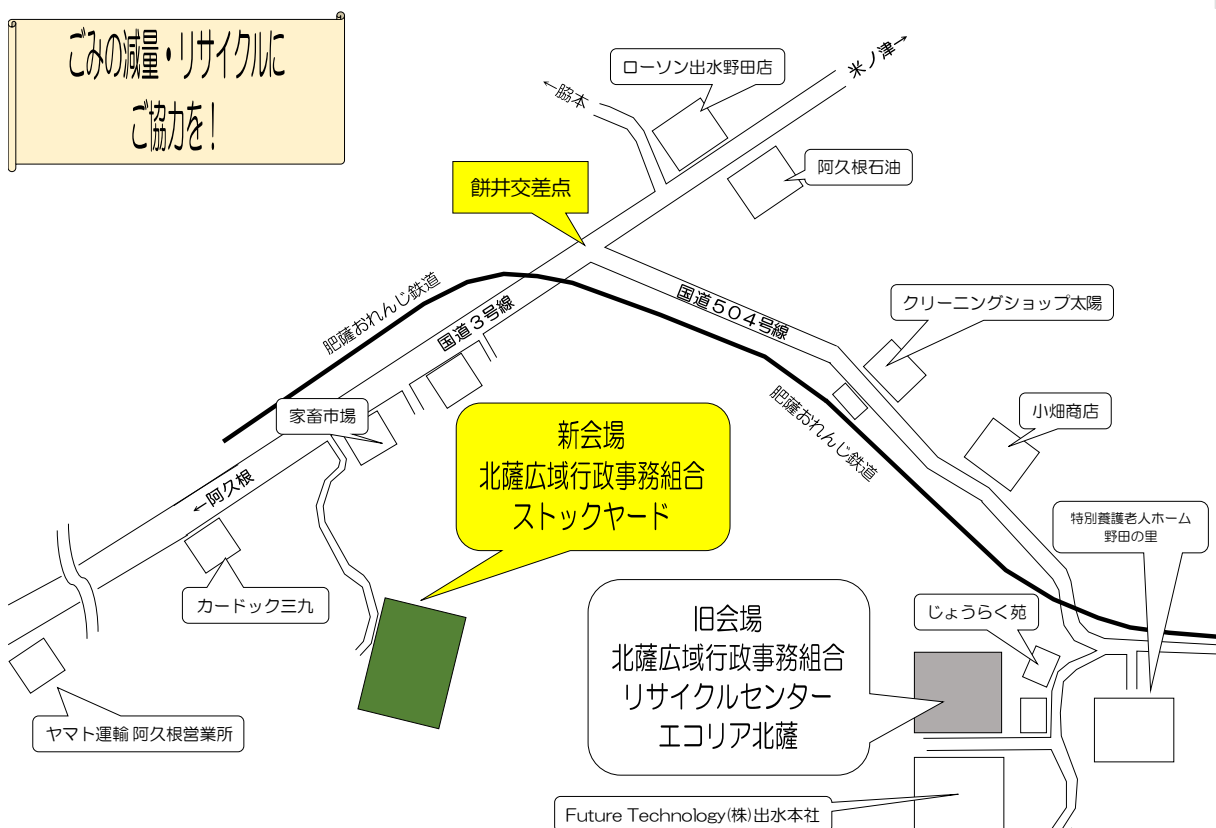 ごみの減量・リサイクルに
ご協力を！
ローソン出水野田店
米ノ津→
←脇本
阿久根石油
餅井交差点
肥薩おれんじ鉄道
国道３号線
国道５０４号線
クリーニングショップ太陽
肥薩おれんじ鉄道
小畑商店
家畜市場
新会場
北薩広域行政事務組合
ストックヤード
←阿久根
特別養護老人ホーム
野田の里
カードック三九
旧会場
北薩広域行政事務組合
リサイクルセンター
エコリア北薩
じょうらく苑
ヤマト運輸 阿久根営業所
Future Technology(株)出水本社